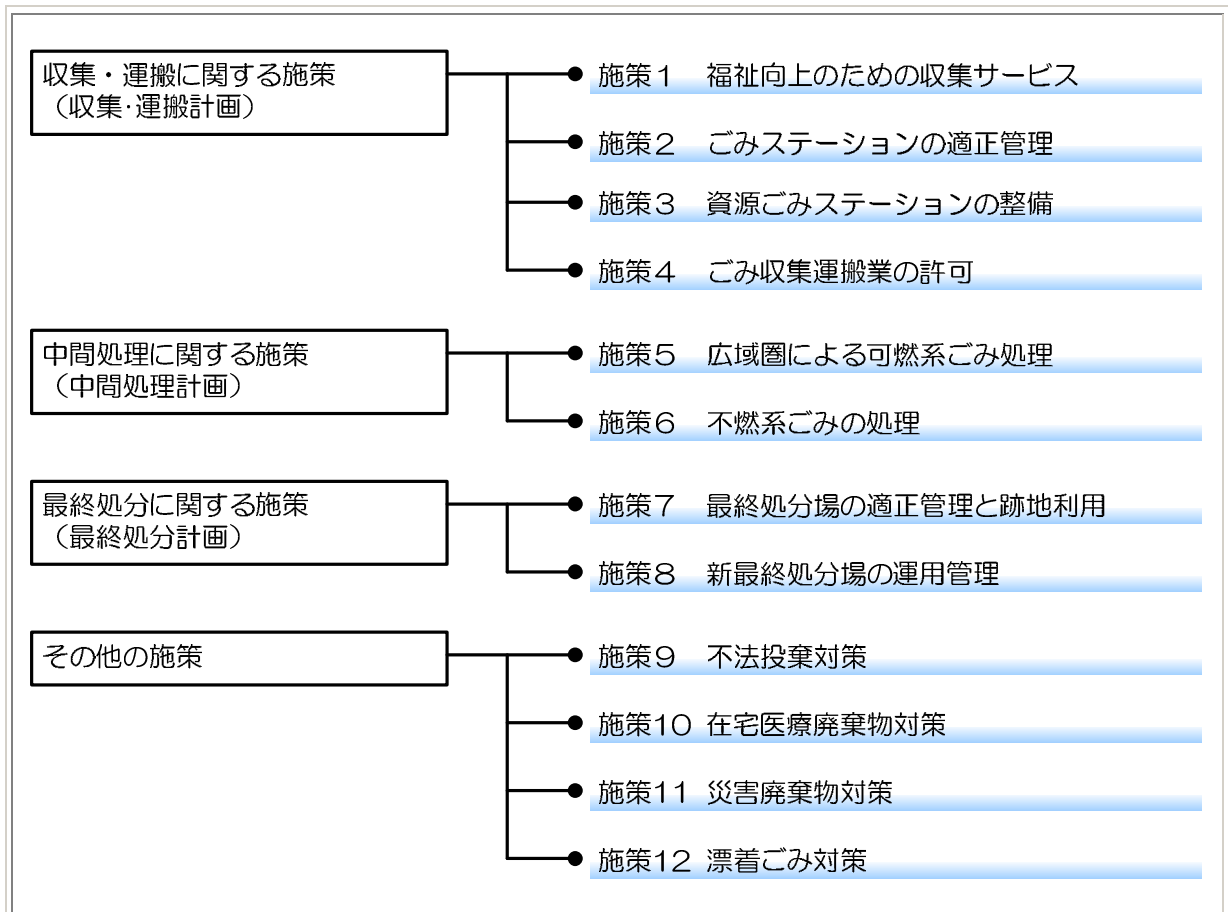 収集・運搬に関する施策
（収集･運搬計画）
施策１　福祉向上のための収集サービス
施策２　ごみステーションの適正管理
施策３　資源ごみステーションの整備
施策４　ごみ収集運搬業の許可
中間処理に関する施策
（中間処理計画）
施策５　広域圏による可燃系ごみ処理
施策６　不燃系ごみの処理
最終処分に関する施策
（最終処分計画）
施策７　最終処分場の適正管理と跡地利用
施策８　新最終処分場の運用管理
その他の施策
施策９　不法投棄対策
施策10 在宅医療廃棄物対策
施策11 災害廃棄物対策
施策12 漂着ごみ対策